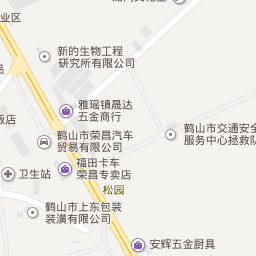 业区
新的生物工程
研究所有限公司
雅瑶镇晟达
五金商行
饭店
鹤山市荣昌汽车
贸易有限公司
鹤山市交通安全
服务中心拯救队
福田卡车
荣昌专卖店
卫生站
松园
鹤山市上东包装
装潢有限公司
安辉五金厨具